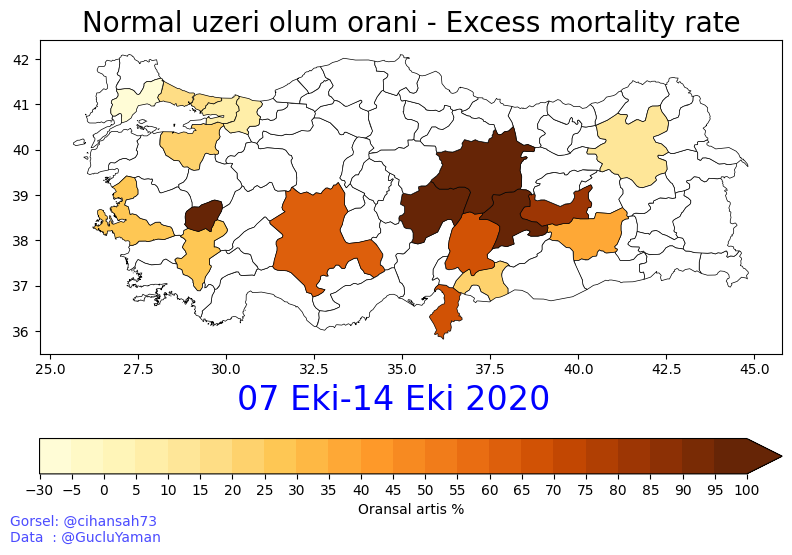 Normal uzeri olum orani - Excess mortality rate
42
41
40
39
38
37
36
25.0 27.5 30.0 32.5 35.0 37.5 40.0 42.5 45.0
07 Eki-14 Eki 2020
−30 −5 0 5 10 15 20 25 30 35 40 45 50 55 60 65 70 75 80 85 90 95 100
Oransal artis %
Gorsel: @cihansah73
Data : @GucluYaman